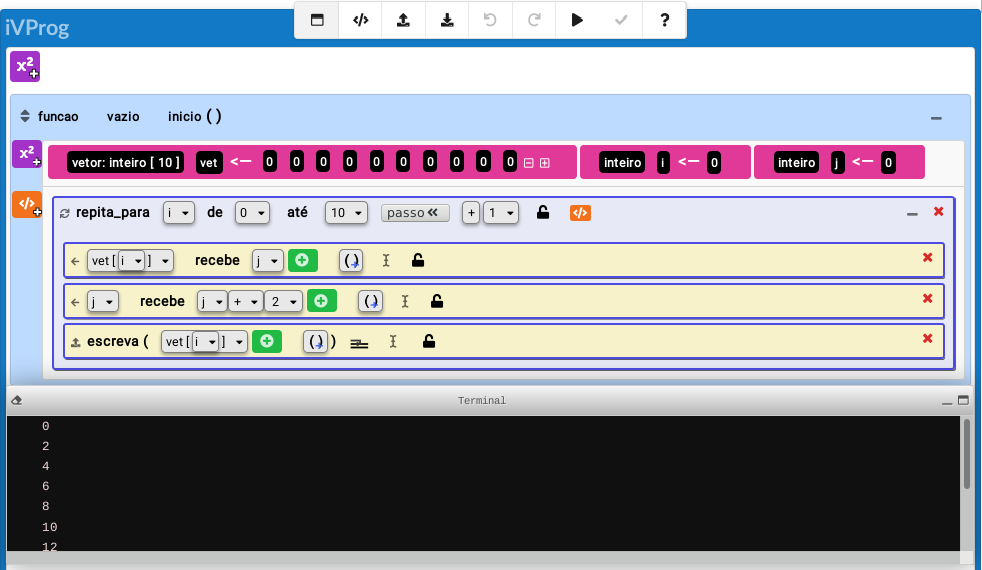 iVProg
</>
?
x²
funcao vazio inicio ( )
x² vetor: inteiro [ 10 ] vet <— 0 0 0 0 0 0 0 0 0 0 inteiro i <— 0 inteiro j <— 0
</> repita_para i de 0 até 10 passo + 1 </>
vet [ i ] recebe j ( )
j recebe j + 2 ( )
escreva ( vet [ i ] ( ) )
Terminal
0
2
4
6
8
10
12